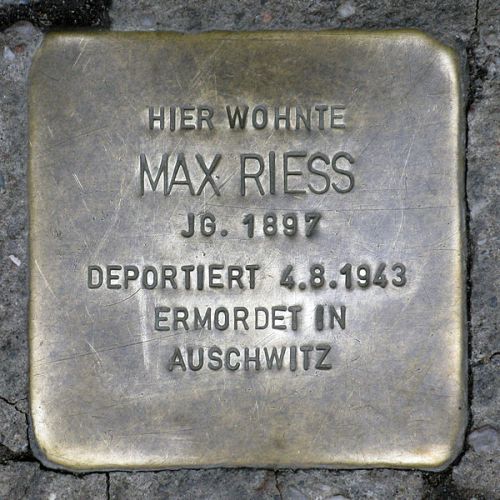 HIER WOHNTE
MAX RIESS
JG. 1897
DEPORTIERT 4.8.1943
ERMORDET IN
AUSCHWITZ